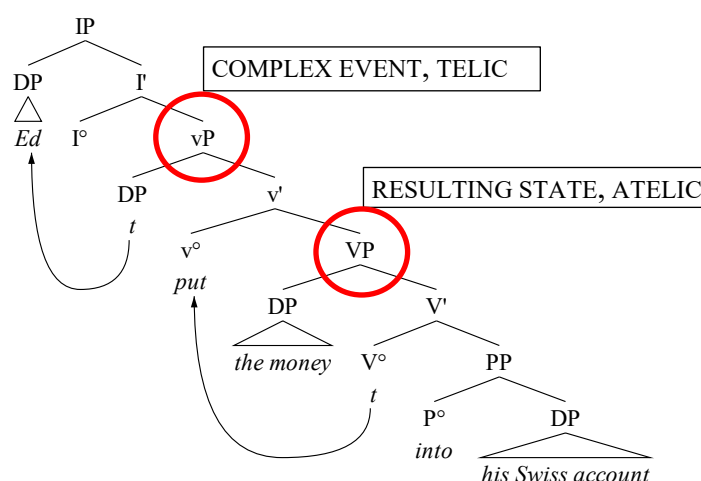 IP
COMPLEX EVENT, TELIC
DP I'
Ed I° vP
RESULTING STATE, ATELIC
DP v'
t
v° VP
put
DP V'
the money V° PP
t
P° DP
into
his Swiss account